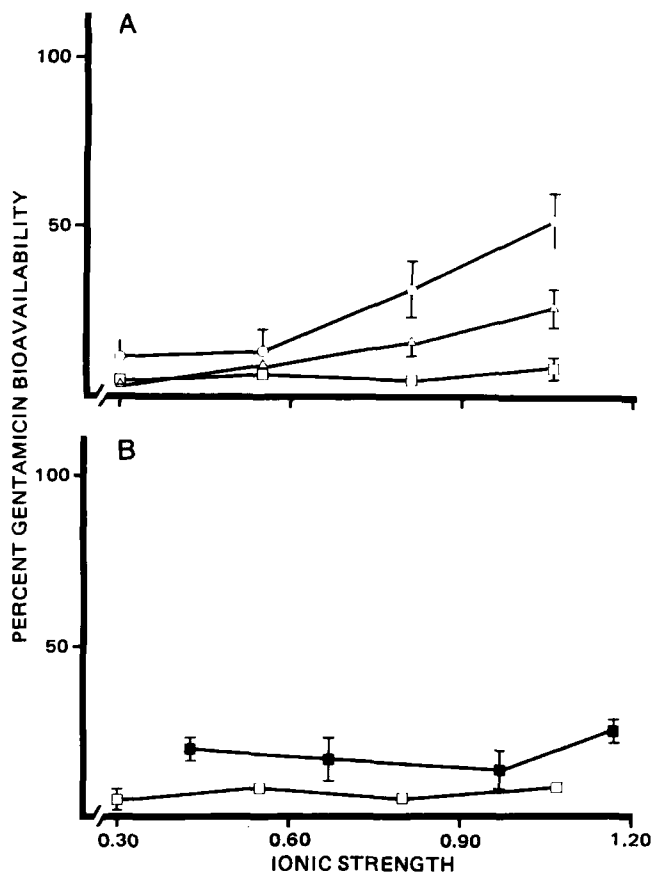 A
100
50
PERCENT GENTAMICIN BIOAVAILABILITY
B
100
50
0.30 0.60 0.90 1.20
IONIC STRENGTH